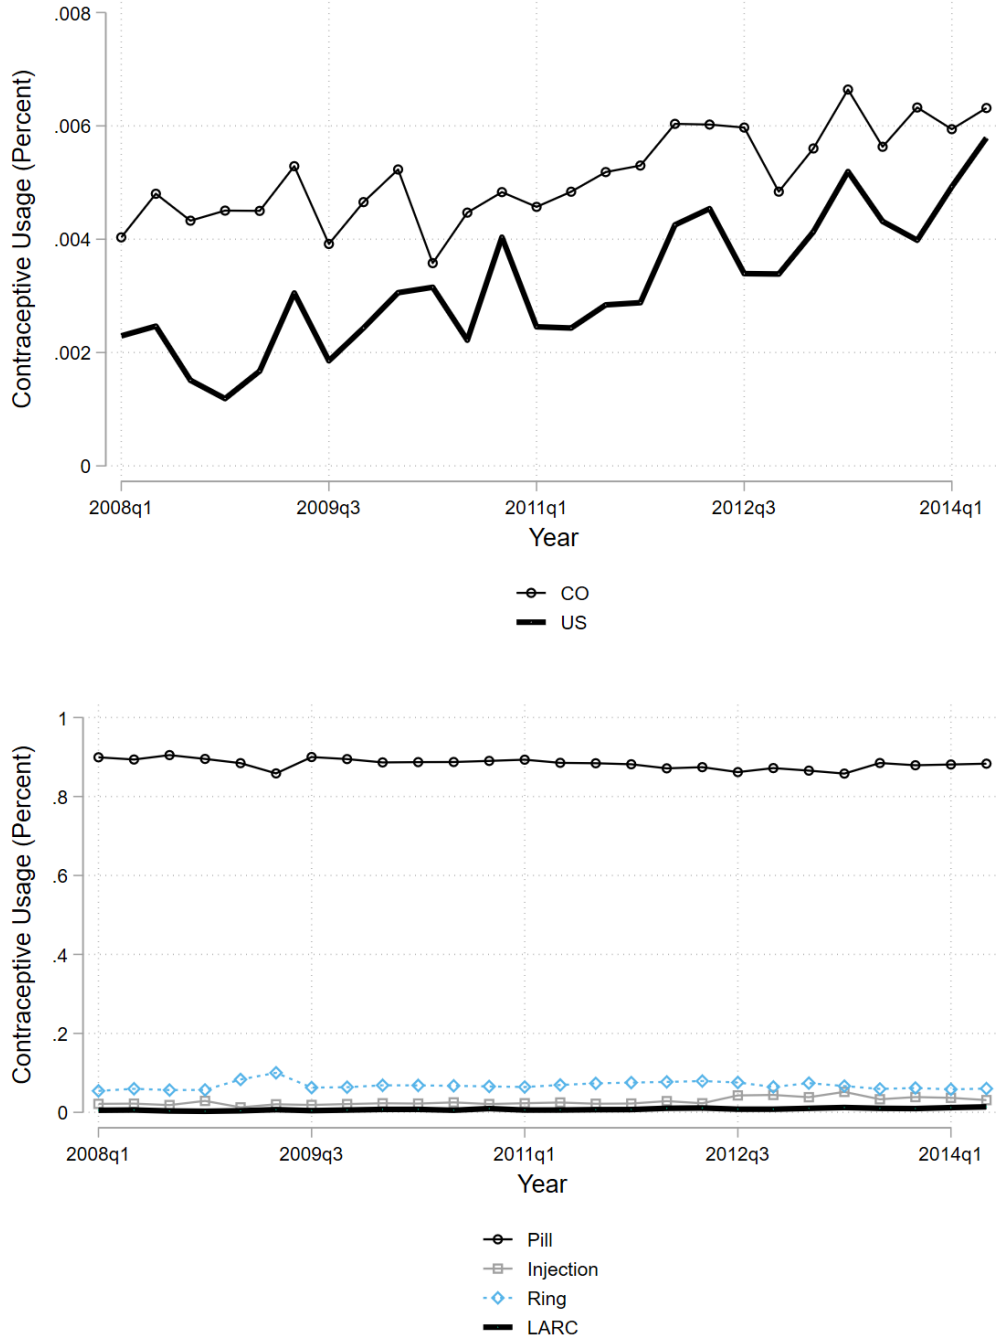 .008
.006
.004
.002
0
Contraceptive Usage (Percent)
2008q1 2009q3 2011q1 2012q3 2014q1
Year
CO
US
1
.8
.6
.4
.2
0
Contraceptive Usage (Percent)
2008q1 2009q3 2011q1 2012q3 2014q1
Year
Pill
Injection
Ring
LARC